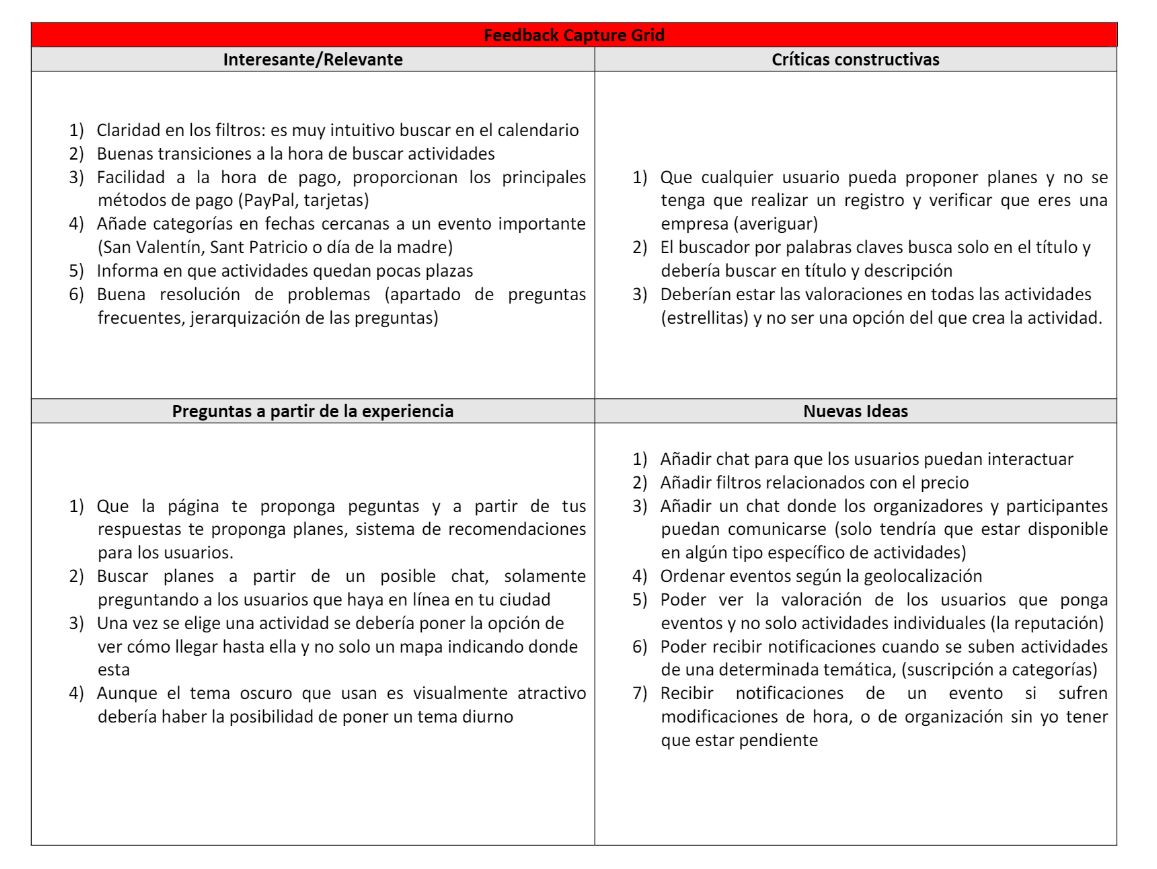 Feedback Capture Grid
Interesante/Relevante
1) Claridad en los filtros: es muy intuitivo buscar en el calendario
2) Buenas transiciones a la hora de buscar actividades
3) Facilidad a la hora de pago, proporcionan los principales
métodos de pago (PayPal, tarjetas)
4) Añade categorías en fechas cercanas a un evento importante
(San Valentín, Sant Patricio o día de la madre)
5) Informa en que actividades quedan pocas plazas
6) Buena resolución de problemas (apartado de preguntas
frecuentes, jerarquización de las preguntas)
Críticas constructivas
1) Que cualquier usuario pueda proponer planes y no se
tenga que realizar un registro y verificar que eres una
empresa (averiguar)
2) El buscador por palabras claves busca solo en el título y
debería buscar en título y descripción
3) Deberían estar las valoraciones en todas las actividades
(estrellitas) y no ser una opción del que crea la actividad.
Preguntas a partir de la experiencia
1) Que la página te proponga peguntas y a partir de tus
respuestas te proponga planes, sistema de recomendaciones
para los usuarios.
2) Buscar planes a partir de un posible chat, solamente
preguntando a los usuarios que haya en línea en tu ciudad
3) Una vez se elige una actividad se debería poner la opción de
ver cómo llegar hasta ella y no solo un mapa indicando donde
esta
4) Aunque el tema oscuro que usan es visualmente atractivo
debería haber la posibilidad de poner un tema diurno
Nuevas Ideas
1) Añadir chat para que los usuarios puedan interactuar
2) Añadir filtros relacionados con el precio
3) Añadir un chat donde los organizadores y participantes
puedan comunicarse (solo tendría que estar disponible
en algún tipo específico de actividades)
4) Ordenar eventos según la geolocalización
5) Poder ver la valoración de los usuarios que ponga
eventos y no solo actividades individuales (la reputación)
6) Poder recibir notificaciones cuando se suben actividades
de una determinada temática, (suscripción a categorías)
7) Recibir notificaciones de un evento si sufren
modificaciones de hora, o de organización sin yo tener
que estar pendiente